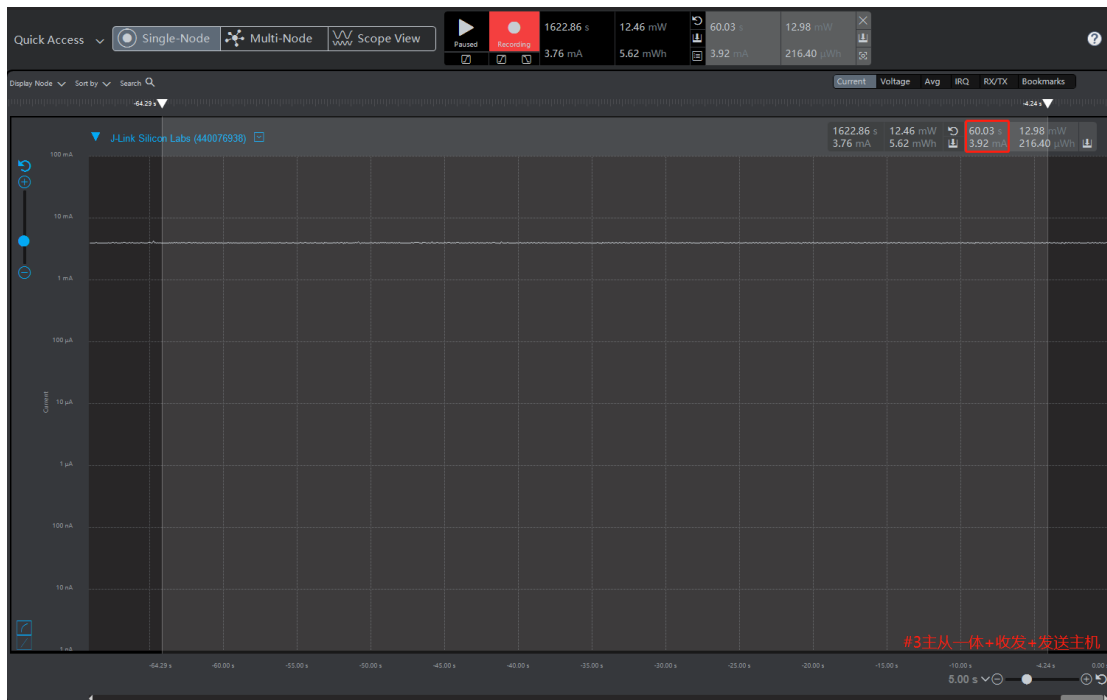 Quick Access
Single-Node
Multi-Node
Scope View
Paused
Recording
1622.86 s 12.46 mW
3.76 mA 5.62 mWh
60.03 s 12.98 mW
3.92 mA 216.40 µWh
Display Node Sort by Search
Current Voltage Avg IRQ RX/TX Bookmarks
-64.29 s -4.24 s
J-Link Silicon Labs (440076938)
1622.86 s 12.46 mW 60.03 s 12.98 mW
3.76 mA 5.62 mWh 3.92 mA 216.40 µWh
100 mA
10 mA
1 mA
100 µA
10 µA
Current
1 µA
100 nA
10 nA
1 nA
#3主从一体+收发+发送主机
-64.29 s -60.00 s -55.00 s -50.00 s -45.00 s -40.00 s -35.00 s -30.00 s -25.00 s -20.00 s -15.00 s -10.00 s -4.24 s 0.00
5.00 s